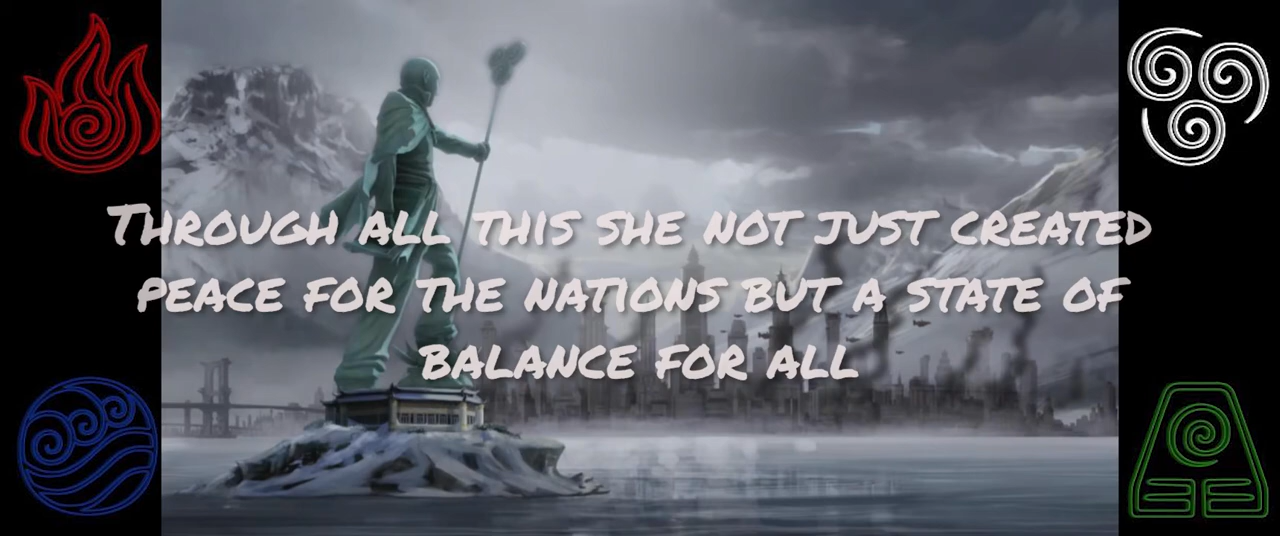 Through all this she not just created
peace for the nations but a state of
balance for all